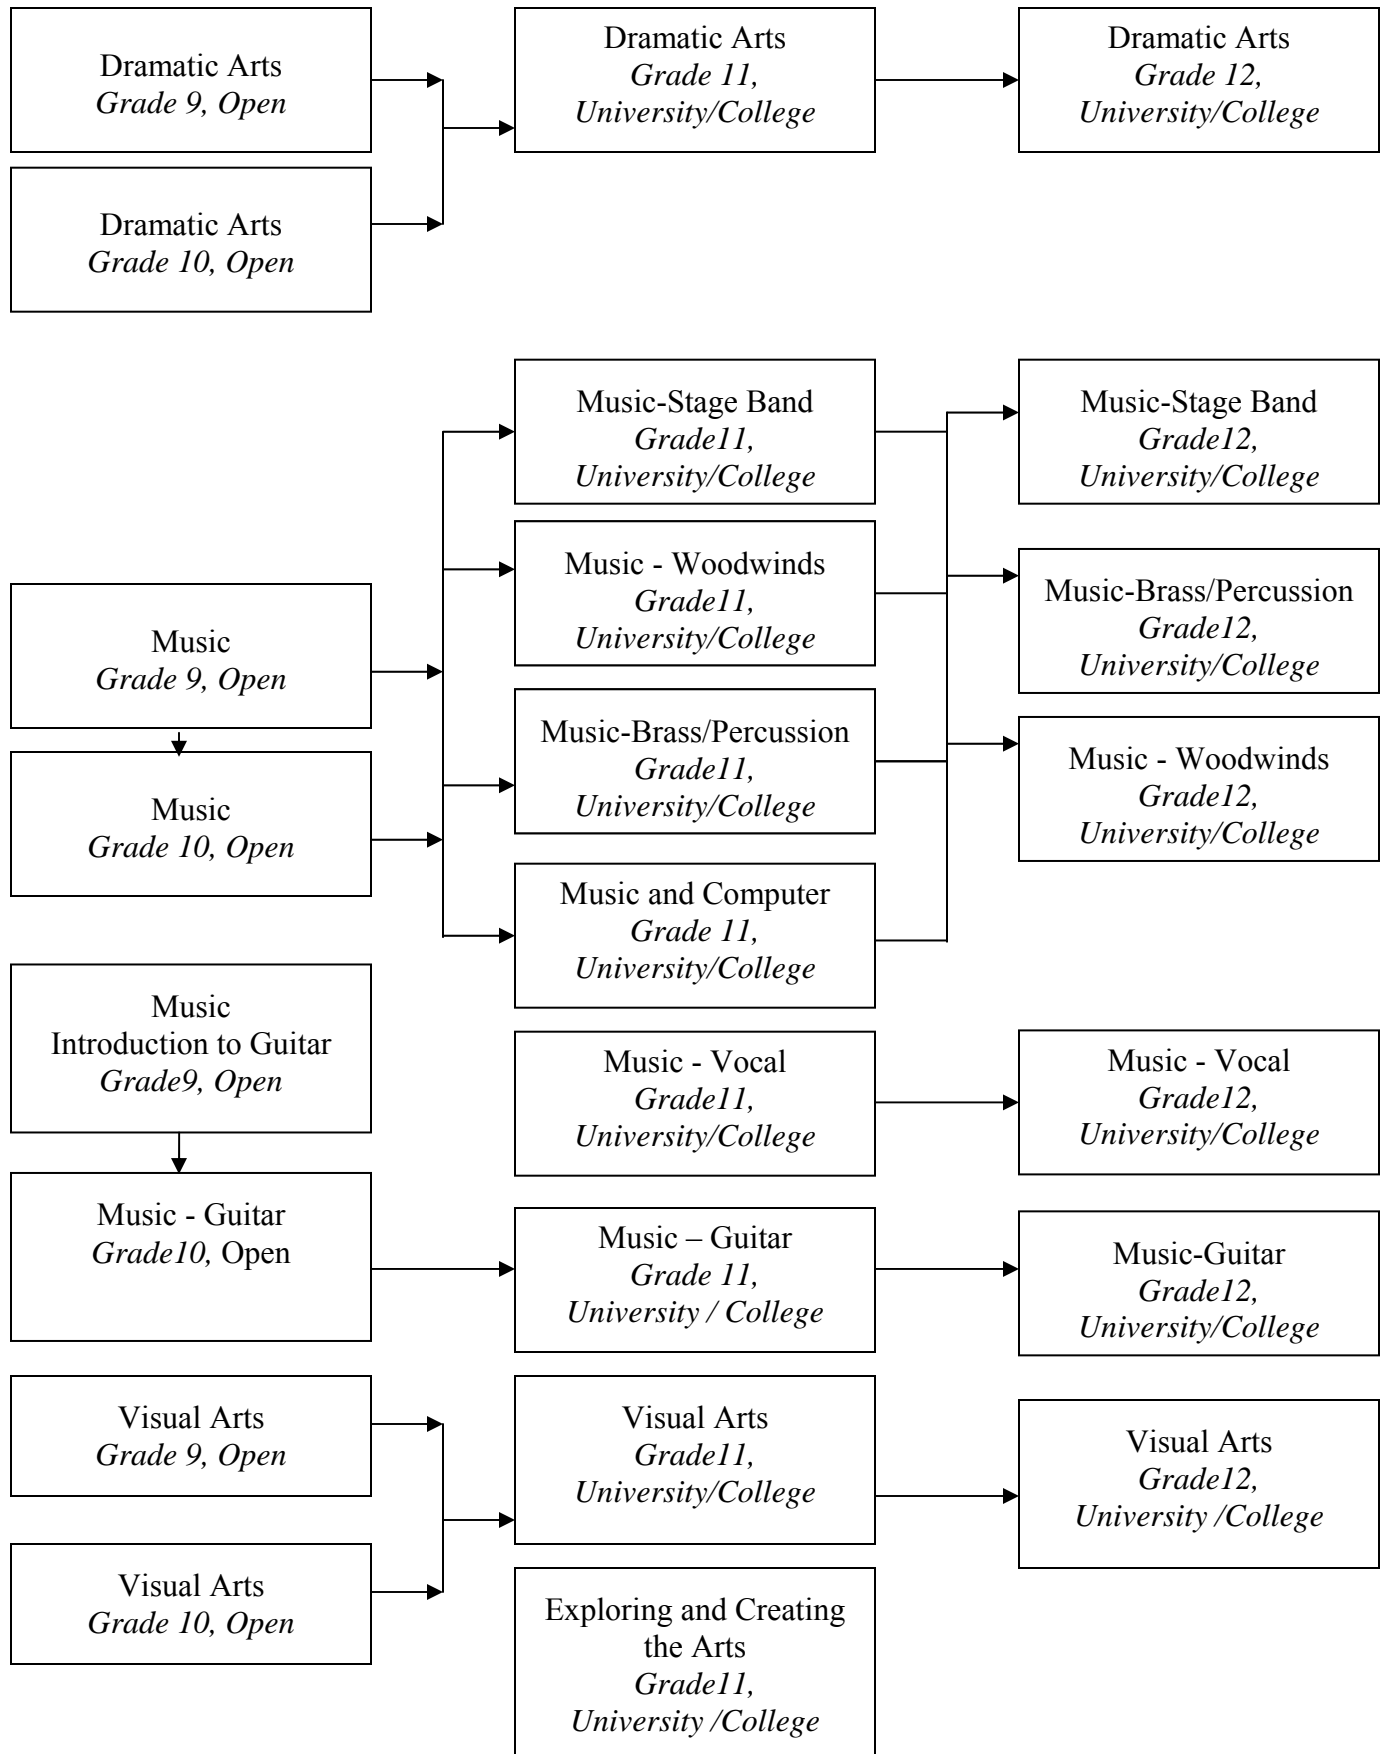 Dramatic Arts
Grade 9, Open
Dramatic Arts
Grade 11,
University/College
Dramatic Arts
Grade 12,
University/College
Dramatic Arts
Grade 10, Open
Music-Stage Band
Grade11,
University/College
Music-Stage Band
Grade12,
University/College
Music - Woodwinds
Grade11,
University/College
Music-Brass/Percussion
Grade12,
University/College
Music
Grade 9, Open
Music-Brass/Percussion
Grade11,
University/College
Music - Woodwinds
Grade12,
University/College
Music
Grade 10, Open
Music and Computer
Grade 11,
University/College
Music
Introduction to Guitar
Grade9, Open
Music - Vocal
Grade11,
University/College
Music - Vocal
Grade12,
University/College
Music - Guitar
Grade10, Open
Music – Guitar
Grade 11,
University / College
Music-Guitar
Grade12,
University/College
Visual Arts
Grade 9, Open
Visual Arts
Grade11,
University/College
Visual Arts
Grade12,
University /College
Visual Arts
Grade 10, Open
Exploring and Creating
the Arts
Grade11,
University /College